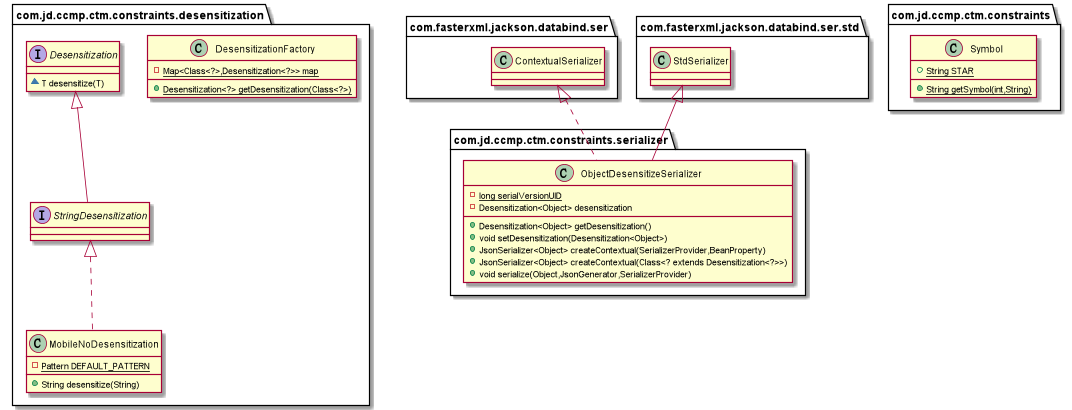 com.jd.ccmp.ctm.constraints.desensitization
I Desensitization
T desensitize(T)
C DesensitizationFactory
Map<Class<?>,Desensitization<?>> map
Desensitization<?> getDesensitization(Class<?>)
I StringDesensitization
C MobileNoDesensitization
Pattern DEFAULT_PATTERN
String desensitize(String)
com.fasterxml.jackson.databind.ser
C ContextualSerializer
com.fasterxml.jackson.databind.ser.std
C StdSerializer
com.jd.ccmp.ctm.constraints.serializer
C ObjectDesensitizeSerializer
long serialVersionUID
Desensitization<Object> desensitization
Desensitization<Object> getDesensitization()
void setDesensitization(Desensitization<Object>)
JsonSerializer<Object> createContextual(SerializerProvider,BeanProperty)
JsonSerializer<Object> createContextual(Class<? extends Desensitization<?>>)
void serialize(Object,JsonGenerator,SerializerProvider)
com.jd.ccmp.ctm.constraints
C Symbol
String STAR
String getSymbol(int,String)